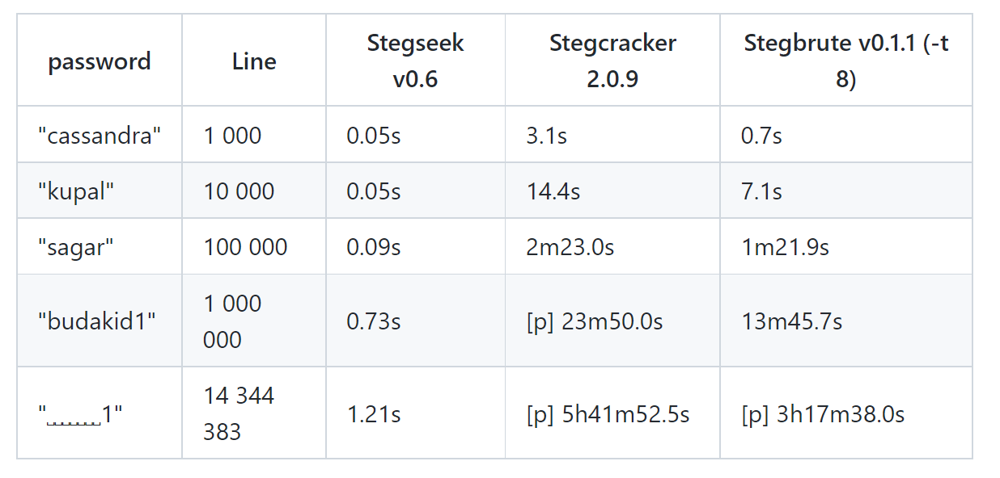 password Line Stegseek v0.6 Stegcracker 2.0.9 Stegbrute v0.1.1 (-t 8)
"cassandra" 1 000 0.05s 3.1s 0.7s
"kupal" 10 000 0.05s 14.4s 7.1s
"sagar" 100 000 0.09s 2m23.0s 1m21.9s
"budakid1" 1 000 000 0.73s [p] 23m50.0s 13m45.7s
"␣␣␣␣␣␣␣1" 14 344 383 1.21s [p] 5h41m52.5s [p] 3h17m38.0s